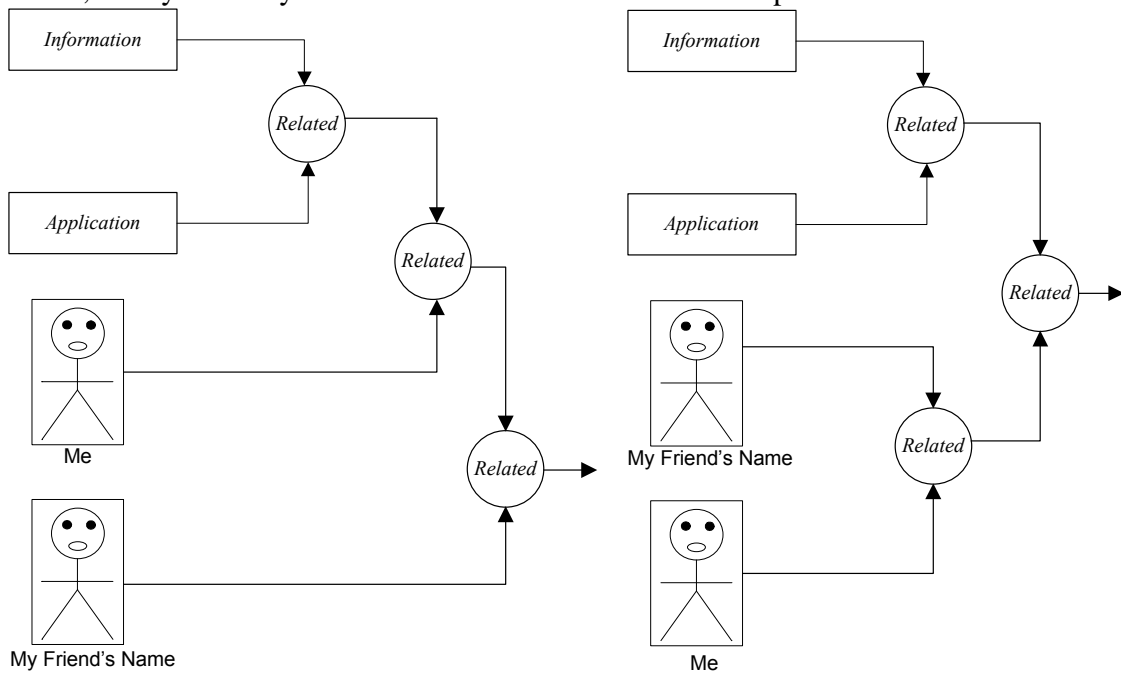 Information
Related
Application
Related
Me
Related
My Friend's Name
Information
Related
Application
Related
My Friend's Name
Related
Me